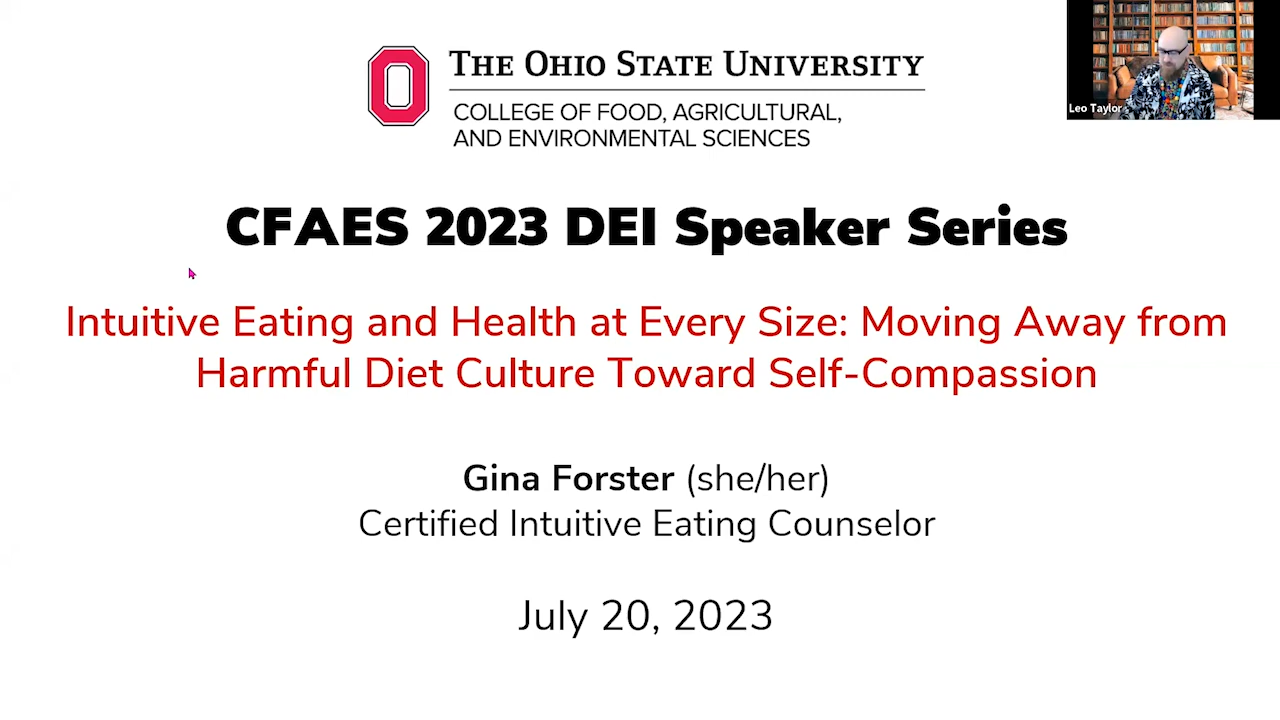 THE OHIO STATE UNIVERSITY
COLLEGE OF FOOD, AGRICULTURAL,
AND ENVIRONMENTAL SCIENCES
Leo Taylor
CFAES 2023 DEI Speaker Series
Intuitive Eating and Health at Every Size: Moving Away from
Harmful Diet Culture Toward Self-Compassion
Gina Forster (she/her)
Certified Intuitive Eating Counselor
July 20, 2023